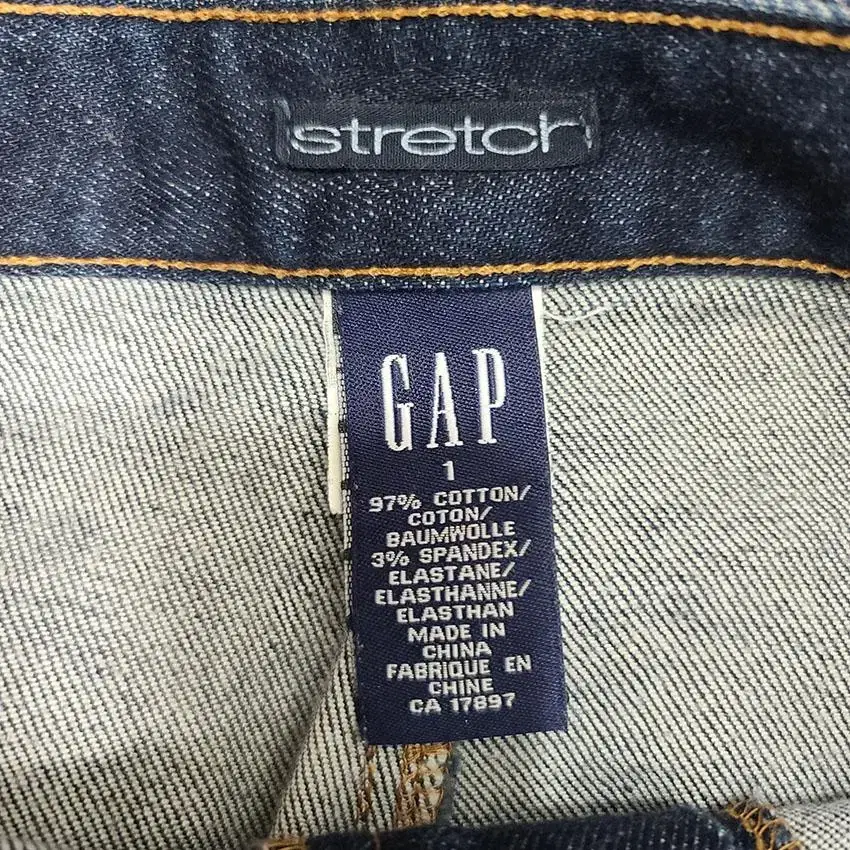 stretch
GAP
1
97% COTTON/
COTON/
BAUMWOLLE
3% SPANDEX/
ELASTANE/
ELASTHANNE/
ELASTHAN
MADE IN
CHINA
FABRIQUE EN
CHINE
CA 17897